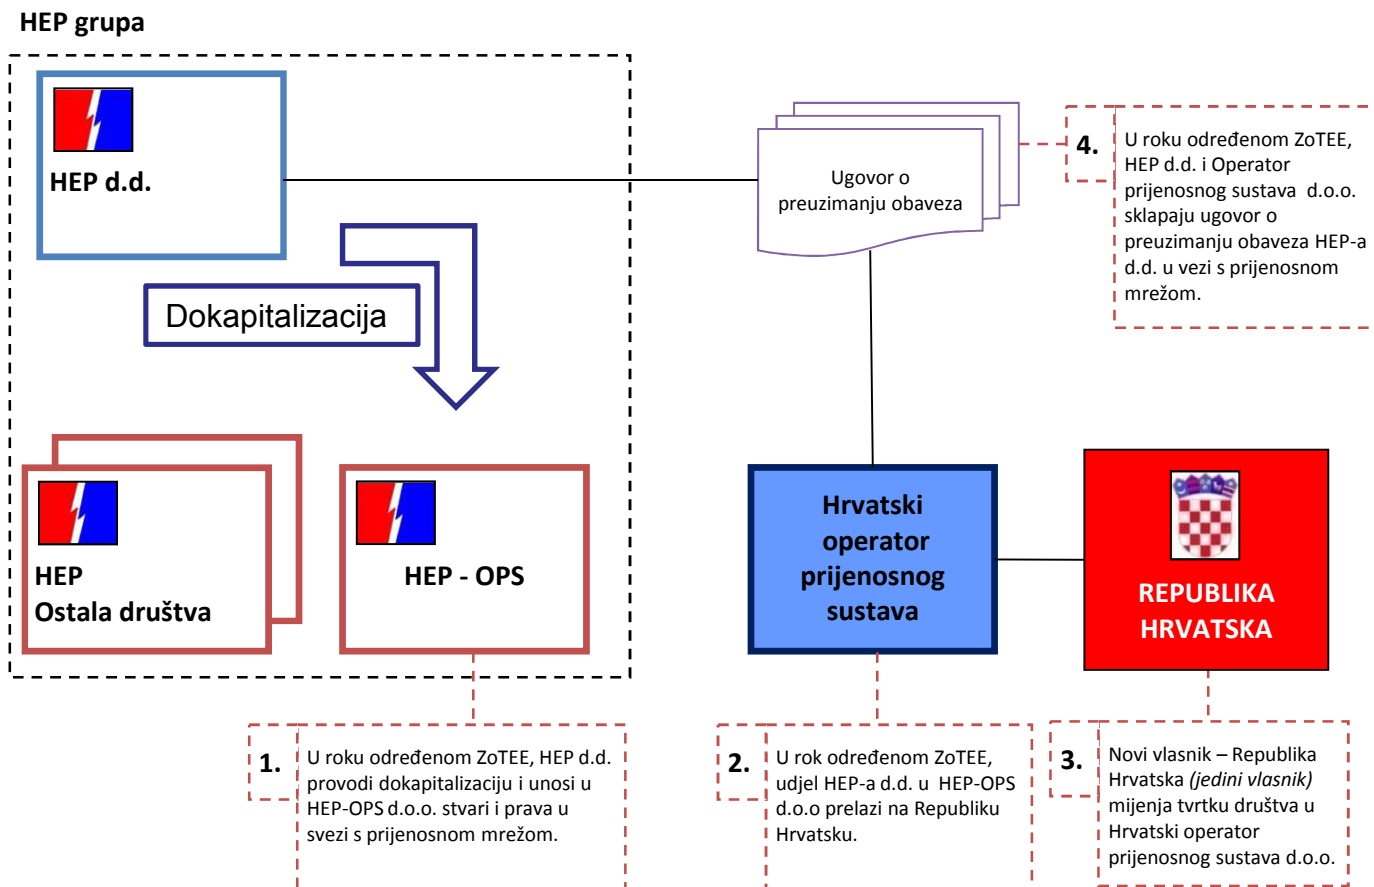 HEP grupa
HEP d.d.
Dokapitalizacija
HEP
Ostala društva
HEP - OPS
Ugovor o
preuzimanju obaveza
4.
U roku određenom ZoTEE,
HEP d.d. i Operator
prijenosnog sustava d.o.o.
sklapaju ugovor o
preuzimanju obaveza HEP-a
d.d. u vezi s prijenosnom
mrežom.
Hrvatski
operator
prijenosnog
sustava
REPUBLIKA
HRVATSKA
1.
U roku određenom ZoTEE, HEP d.d.
provodi dokapitalizaciju i unosi u
HEP-OPS d.o.o. stvari i prava u
svezi s prijenosnom mrežom.
2.
U rok određenom ZoTEE,
udjel HEP-a d.d. u HEP-OPS
d.o.o prelazi na Republiku
Hrvatsku.
3.
Novi vlasnik – Republika
Hrvatska (jedini vlasnik)
mijenja tvrtku društva u
Hrvatski operator
prijenosnog sustava d.o.o.